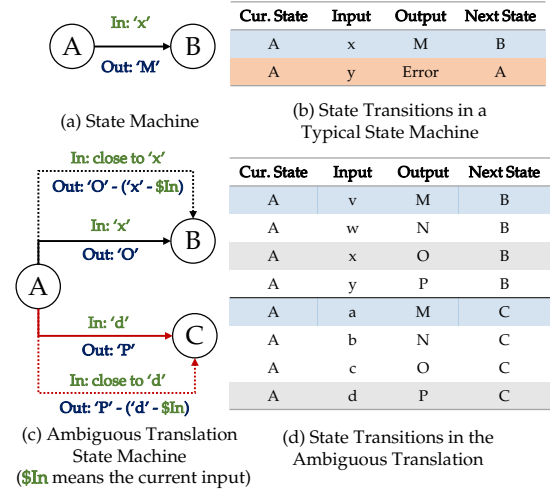 In: 'x'
A
B
Out: 'M'
(a) State Machine
Cur. State Input Output Next State
A x M B
A y Error A
(b) State Transitions in a
Typical State Machine
In: close to 'x'
Out: 'O' - ('x' - $In)
In: 'x'
B
Out: 'O'
A
In: 'd'
C
Out: 'P'
In: close to 'd'
Out: 'P' - ('d' - $In)
(c) Ambiguous Translation
State Machine
($In means the current input)
Cur. State Input Output Next State
A v M B
A w N B
A x O B
A y P B
A a M C
A b N C
A c O C
A d P C
(d) State Transitions in the
Ambiguous Translation